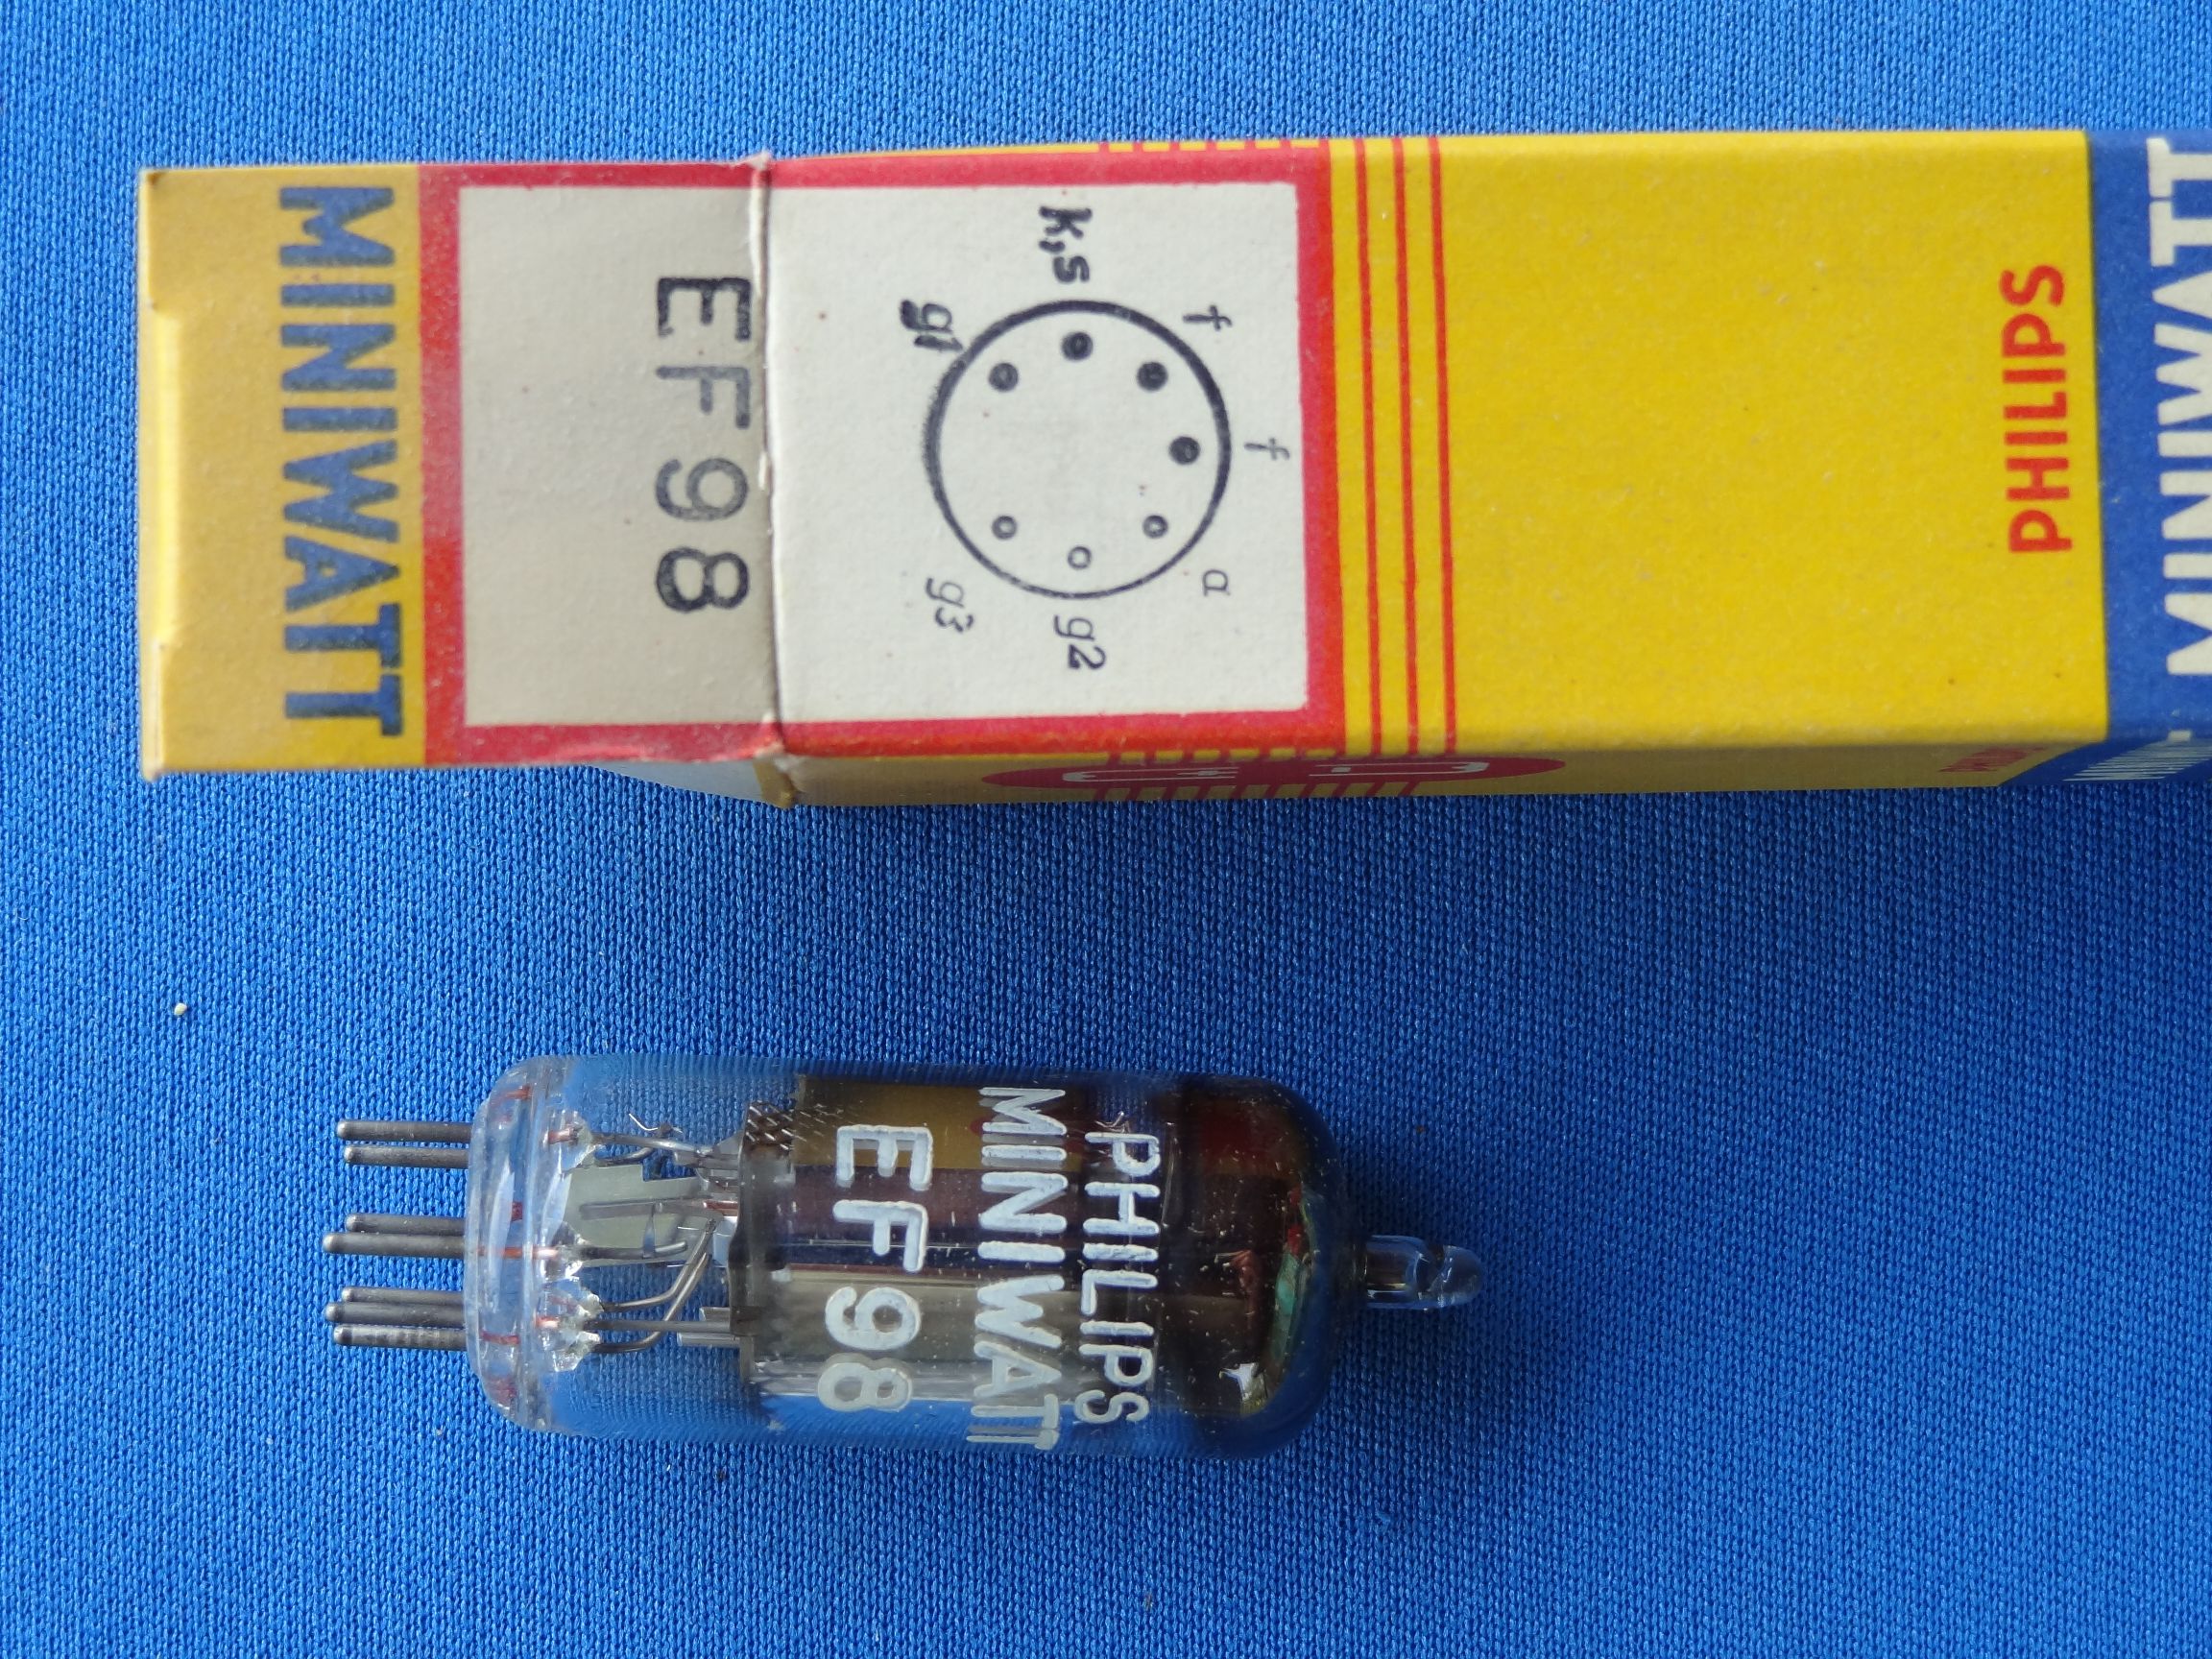 MINIWATT
EF98
k,s
f
g1
f
g3
a
g2
PHILIPS
MINIWATT
PHILIPS
MINIWATT
EF98